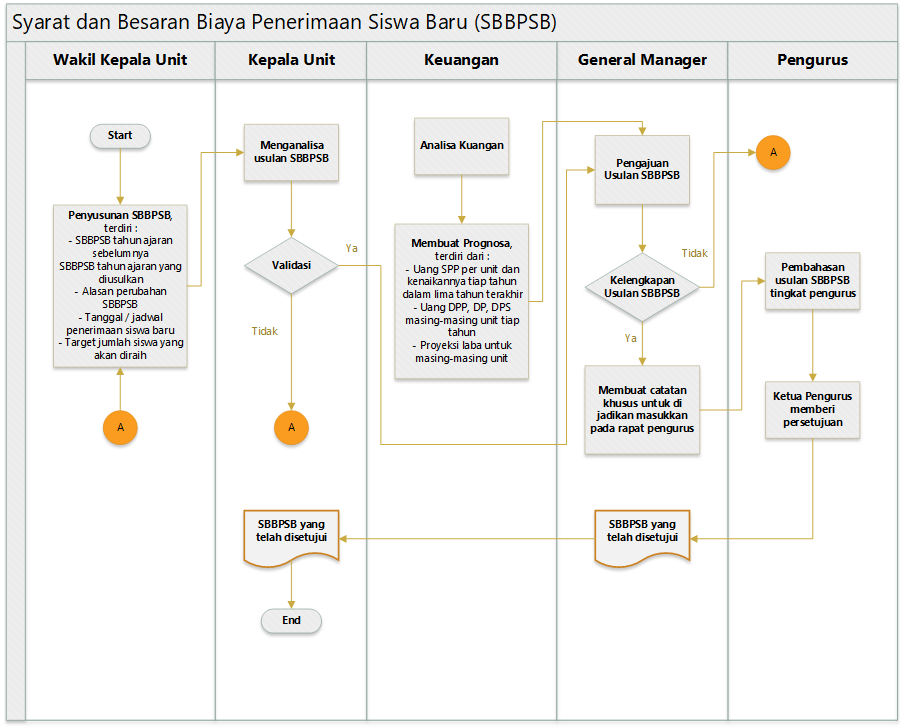 Syarat dan Besaran Biaya Penerimaan Siswa Baru (SBBPSB)
Wakil Kepala Unit
Kepala Unit
Keuangan
General Manager
Pengurus
Start
Penyusunan SBBPSB,
terdiri :
- SBBPSB tahun ajaran
sebelumnya
SBBPSB tahun ajaran yang
diusulkan
- Alasan perubahan
SBBPSB
- Tanggal / jadwal
penerimaan siswa baru
- Target jumlah siswa yang
akan diraih
A
Menganalisa
usulan SBBPSB
Validasi
Ya
Tidak
A
Analisa Kuangan
Membuat Prognosa,
terdiri dari :
- Uang SPP per unit dan
kenaikannya tiap tahun
dalam lima tahun terakhir
- Uang DPP, DP, DPS
masing-masing unit tiap
tahun
- Proyeksi laba untuk
masing-masing unit
Pengajuan
Usulan SBBPSB
A
Tidak
Kelengkapan
Usulan SBBPSB
Ya
Membuat catatan
khusus untuk di
jadikan masukkan
pada rapat pengurus
Pembahasan
usulan SBBPSB
tingkat pengurus
Ketua Pengurus
memberi
persetujuan
SBBPSB yang
telah disetujui
SBBPSB yang
telah disetujui
End